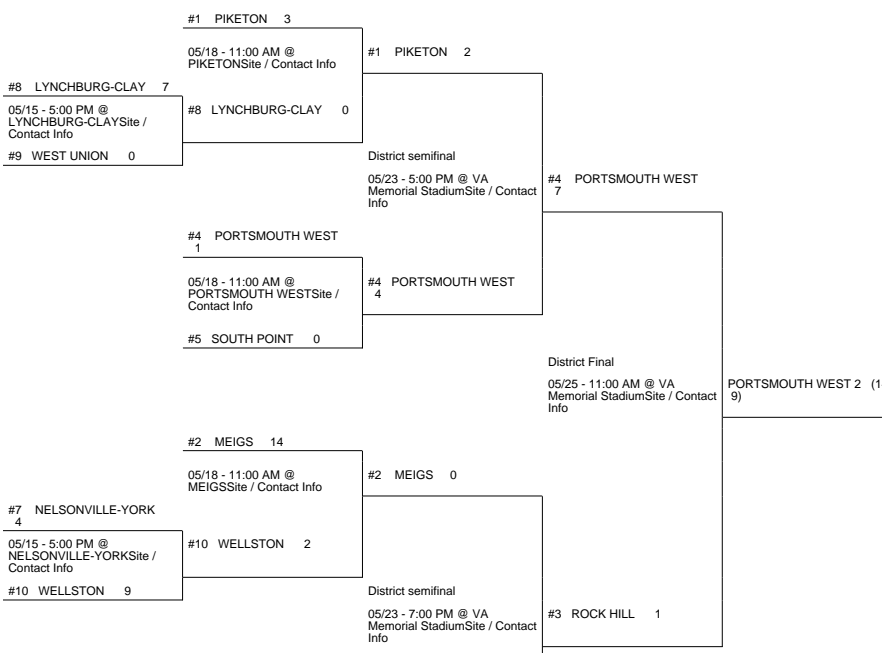 #1 PIKETON 3
05/18 - 11:00 AM @
PIKETONSite / Contact Info
#1 PIKETON 2
#8 LYNCHBURG-CLAY 7
05/15 - 5:00 PM @
LYNCHBURG-CLAYSite /
Contact Info
#8 LYNCHBURG-CLAY 0
#9 WEST UNION 0
District semifinal
05/23 - 5:00 PM @ VA
Memorial StadiumSite / Contact
Info
#4 PORTSMOUTH WEST
7
#4 PORTSMOUTH WEST
1
05/18 - 11:00 AM @
PORTSMOUTH WESTSite /
Contact Info
#4 PORTSMOUTH WEST
4
#5 SOUTH POINT 0
District Final
05/25 - 11:00 AM @ VA
Memorial StadiumSite / Contact
Info
PORTSMOUTH WEST 2 (1
9)
#2 MEIGS 14
05/18 - 11:00 AM @
MEIGSSite / Contact Info
#2 MEIGS 0
#7 NELSONVILLE-YORK
4
05/15 - 5:00 PM @
NELSONVILLE-YORKSite /
Contact Info
#10 WELLSTON 2
#10 WELLSTON 9
District semifinal
05/23 - 7:00 PM @ VA
Memorial StadiumSite / Contact
Info
#3 ROCK HILL 1